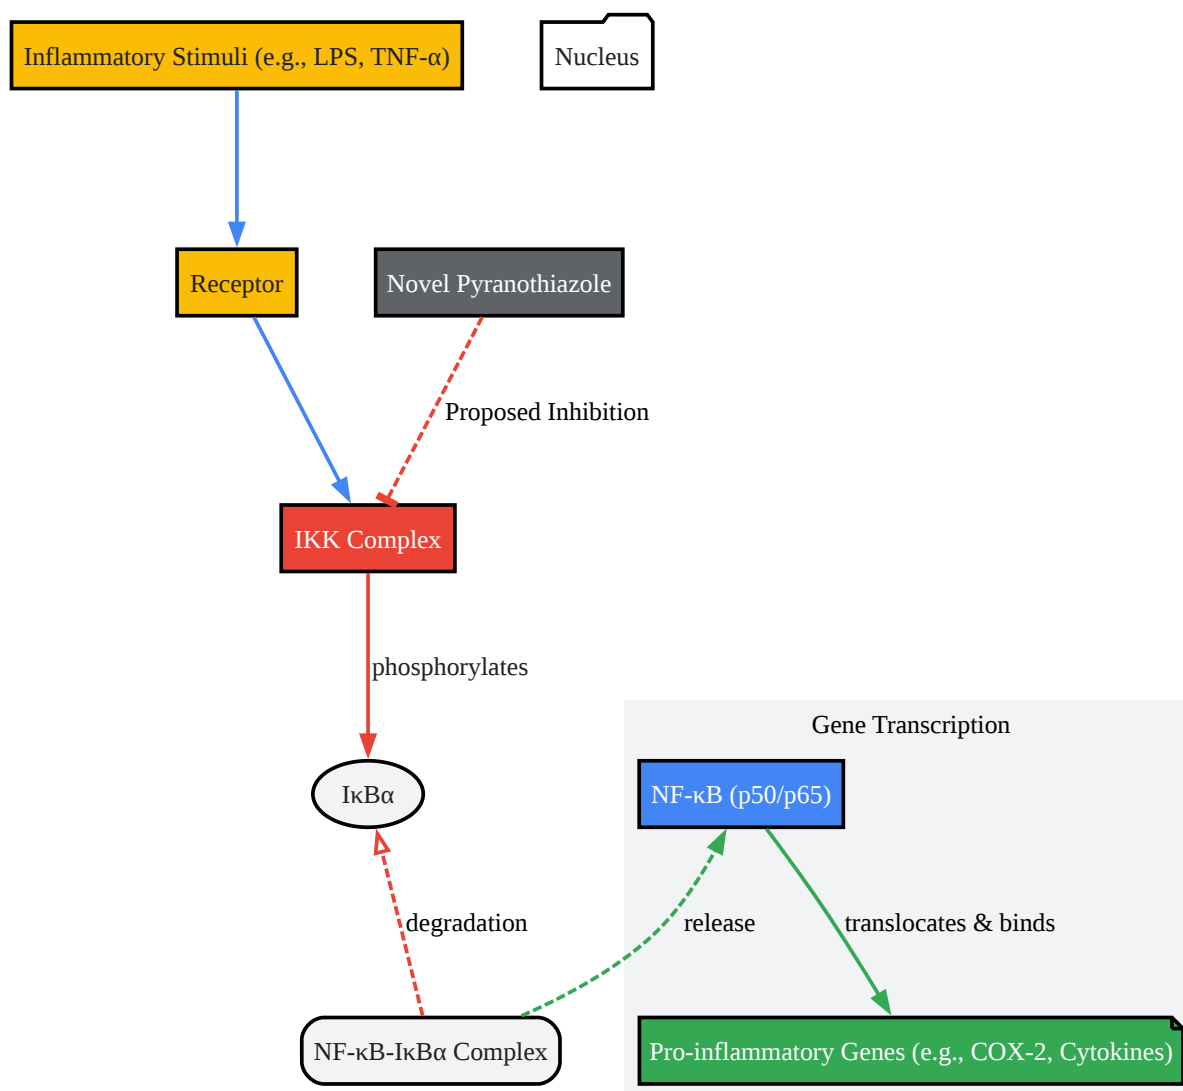 Inflammatory Stimuli (e.g., LPS, TNF-α)
Nucleus
Receptor
Novel Pyranothiazole
Proposed Inhibition
IKK Complex
phosphorylates
Gene Transcription
IκBα
NF-κB (p50/p65)
degradation
release
translocates & binds
NF-κB-IκBα Complex
Pro-inflammatory Genes (e.g., COX-2, Cytokines)